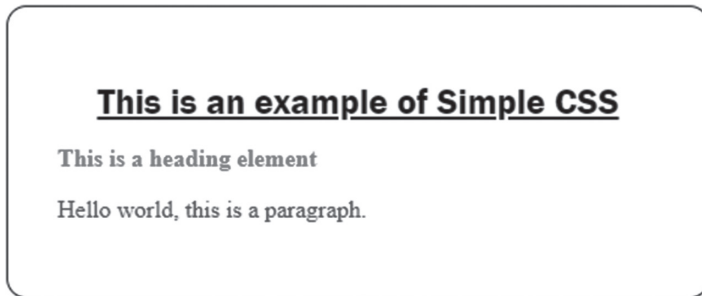 This is an example of Simple CSS
This is a heading element
Hello world, this is a paragraph.